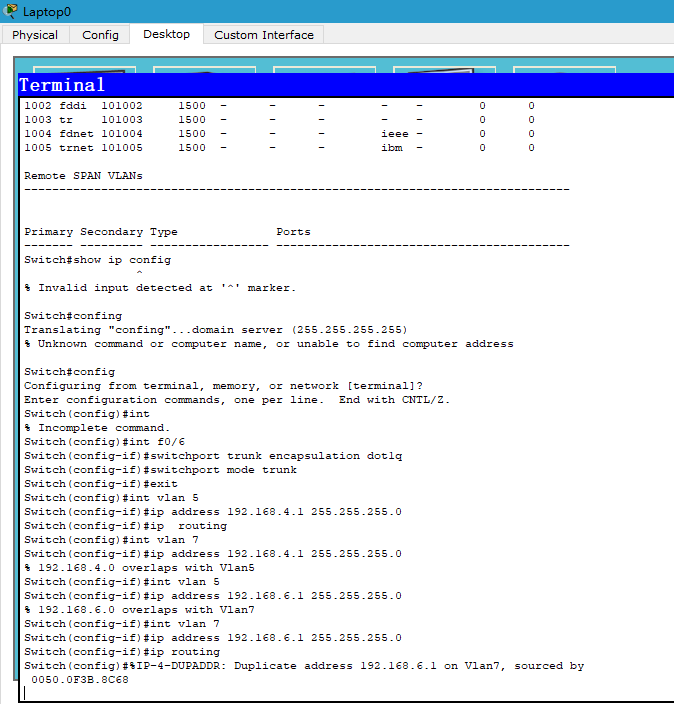 Laptop0
Physical Config Desktop Custom Interface
Terminal
1002 fddi  101002     1500  -      -      -        -   -        0      0
1003 tr    101003     1500  -      -      -        -   -        0      0
1004 fdnet 101004     1500  -      -      -        ieee -       0      0
1005 trnet 101005     1500  -      -      -        ibm  -       0      0
Remote SPAN VLANs
------------------------------------------------------------------------------
Primary Secondary Type              Ports
------- --------- ----------------- ------------------------------------------
Switch#show ip config
^
% Invalid input detected at '^' marker.
Switch#confing
Translating "confing"...domain server (255.255.255.255)
% Unknown command or computer name, or unable to find computer address
Switch#config
Configuring from terminal, memory, or network [terminal]?
Enter configuration commands, one per line.  End with CNTL/Z.
Switch(config)#int
% Incomplete command.
Switch(config)#int f0/6
Switch(config-if)#switchport trunk encapsulation dot1q
Switch(config-if)#switchport mode trunk
Switch(config-if)#exit
Switch(config)#int vlan 5
Switch(config-if)#ip address 192.168.4.1 255.255.255.0
Switch(config-if)#ip  routing
Switch(config)#int vlan 7
Switch(config-if)#ip address 192.168.4.1 255.255.255.0
% 192.168.4.0 overlaps with Vlan5
Switch(config-if)#int vlan 5
Switch(config-if)#ip address 192.168.6.1 255.255.255.0
% 192.168.6.0 overlaps with Vlan7
Switch(config-if)#int vlan 7
Switch(config-if)#ip address 192.168.6.1 255.255.255.0
Switch(config-if)#ip routing
Switch(config)#%IP-4-DUPADDR: Duplicate address 192.168.6.1 on Vlan7, sourced by
0050.0F3B.8C68